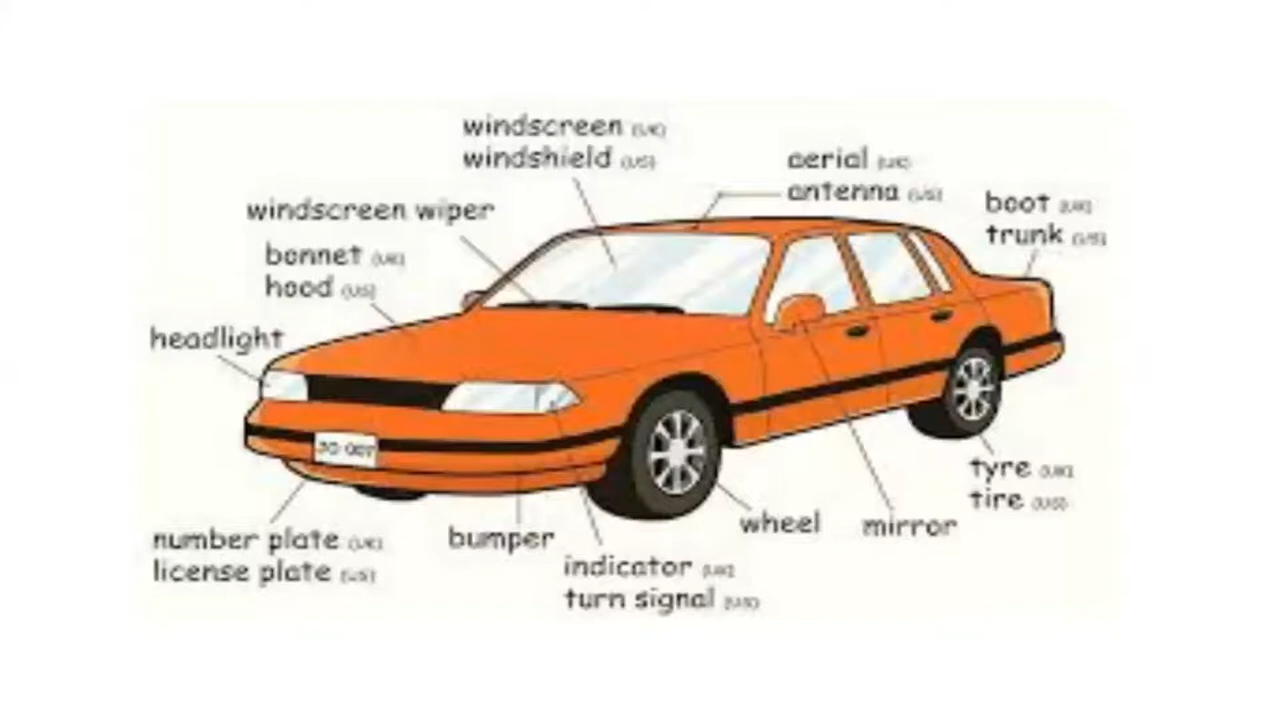 windscreen (UK)
windshield (US)
aerial (UK)
antenna (US)
boot (UK)
trunk (US)
windscreen wiper
bonnet (UK)
hood (US)
headlight
tyre (UK)
tire (US)
wheel
mirror
number plate (UK)
license plate (US)
bumper
indicator (UK)
turn signal (US)